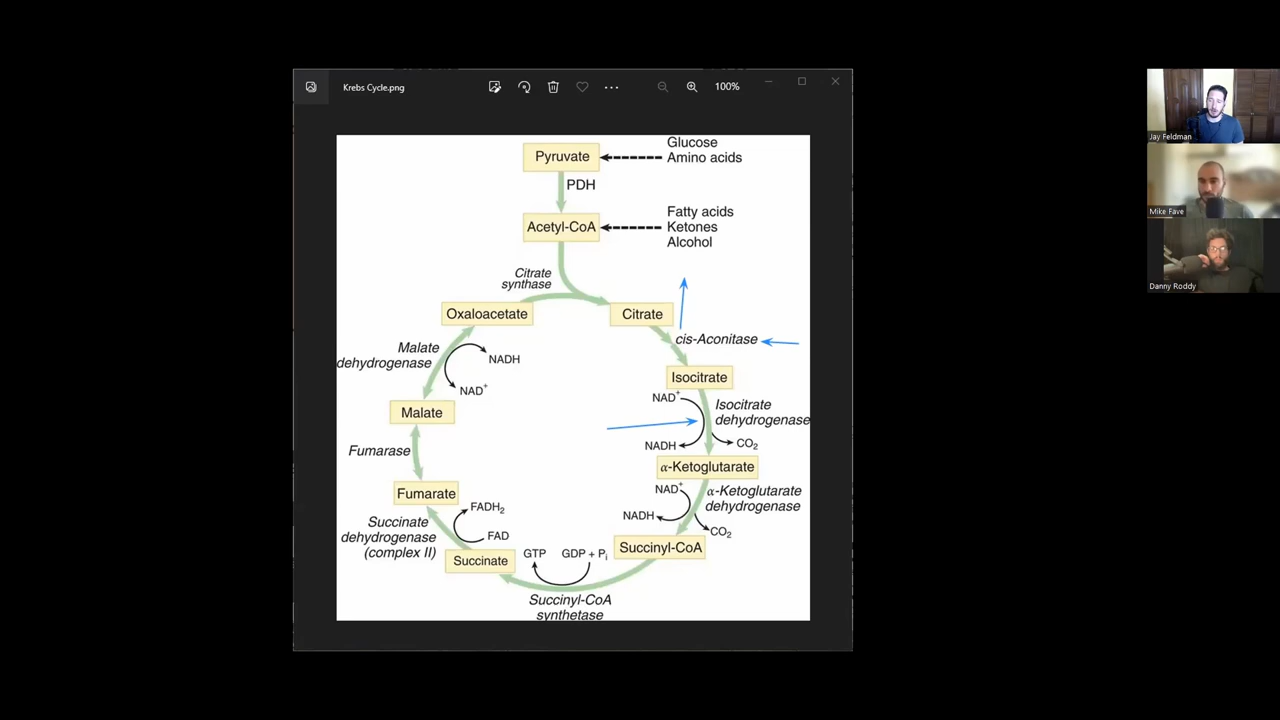 Krebs Cycle.png
100%
Glucose
Amino acids
Pyruvate
PDH
Fatty acids
Ketones
Alcohol
Acetyl-CoA
Citrate
synthase
Oxaloacetate
Citrate
cis-Aconitase
Malate
dehydrogenase
NADH
NAD⁺
Isocitrate
NAD⁺
Isocitrate
dehydrogenase
NADH
CO₂
Malate
Fumarase
α-Ketoglutarate
NAD⁺
α-Ketoglutarate
dehydrogenase
NADH
CO₂
Fumarate
FADH₂
Succinate
dehydrogenase
(complex II)
FAD
Succinyl-CoA
GTP
GDP + Pᵢ
Succinate
Succinyl-CoA
synthetase
Jay Feldman
Mike Fave
Danny Roddy